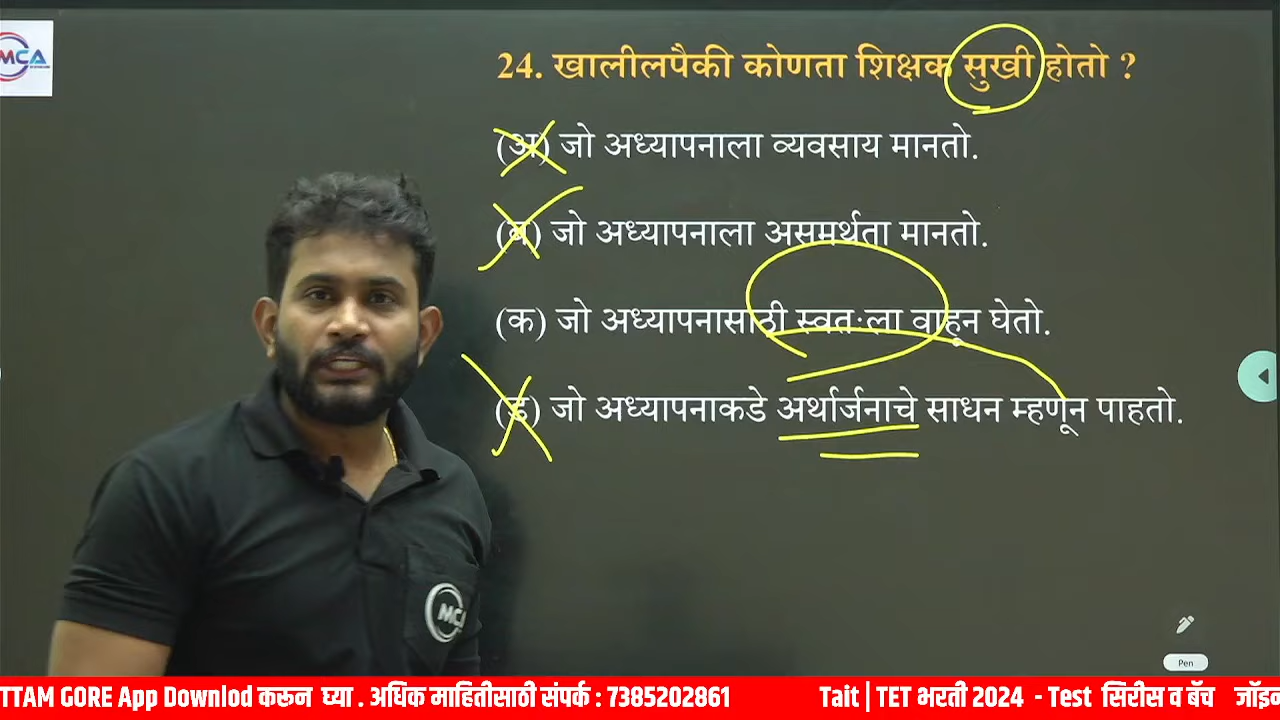 MCA
24. खालीलपैकी कोणता शिक्षक सुखी होतो ?
(अ) जो अध्यापनाला व्यवसाय मानतो.
(ब) जो अध्यापनाला असमर्थता मानतो.
(क) जो अध्यापनासाठी स्वतःला वाहून घेतो.
(ड) जो अध्यापनाकडे अर्थार्जनाचे साधन म्हणून पाहतो.
MCA
Pen
TTAM GORE App Downlod करून घ्या . अधिक माहितीसाठी संपर्क : 7385202861 Tait | TET भरती 2024 - Test सिरीस व बॅच जॉइन